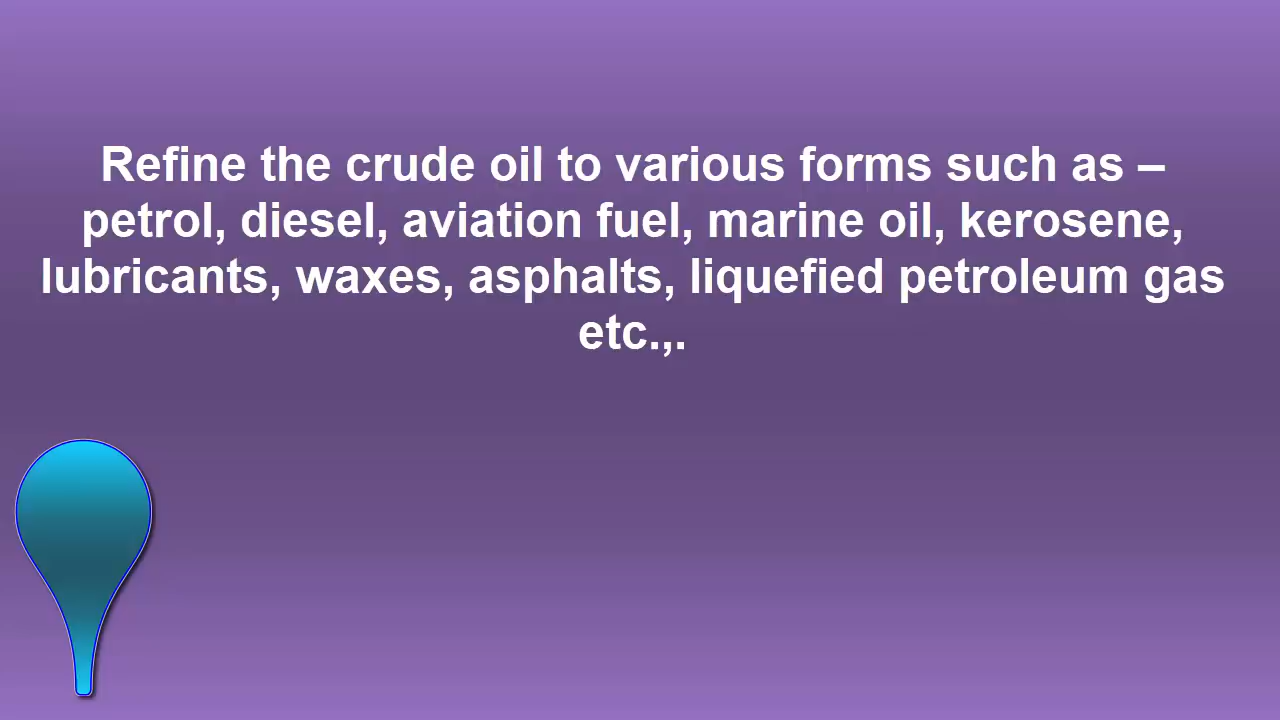 Refine the crude oil to various forms such as –
petrol, diesel, aviation fuel, marine oil, kerosene,
lubricants, waxes, asphalts, liquefied petroleum gas
etc.,.